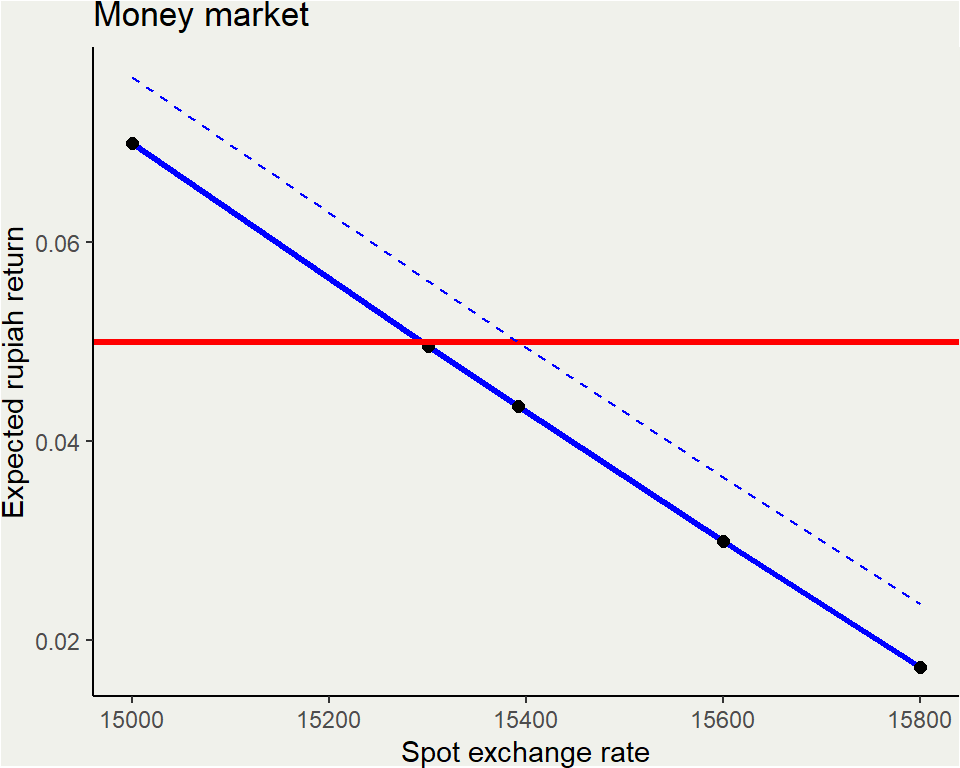 Money market
Expected rupiah return
0.06
0.04
0.02
15000 15200 15400 15600 15800
Spot exchange rate